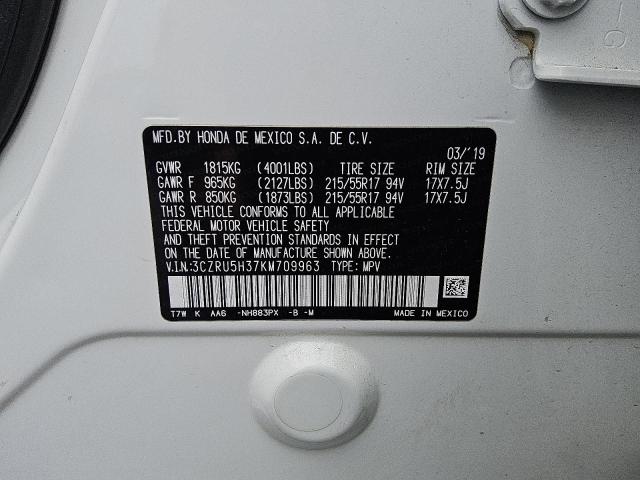 MFD.BY HONDA DE MEXICO S.A. DE C.V.
03/'19
GVWR 1815KG (4001LBS) TIRE SIZE RIM SIZE
GAWR F 965KG (2127LBS) 215/55R17 94V 17X7.5J
GAWR R 850KG (1873LBS) 215/55R17 94V 17X7.5J
THIS VEHICLE CONFORMS TO ALL APPLICABLE
FEDERAL MOTOR VEHICLE SAFETY
AND THEFT PREVENTION STANDARDS IN EFFECT
ON THE DATE OF MANUFACTURE SHOWN ABOVE.
V.I.N:3CZRU5H37KM709963 TYPE: MPV
T7W K AA6 -NH883PX -B -M MADE IN MEXICO